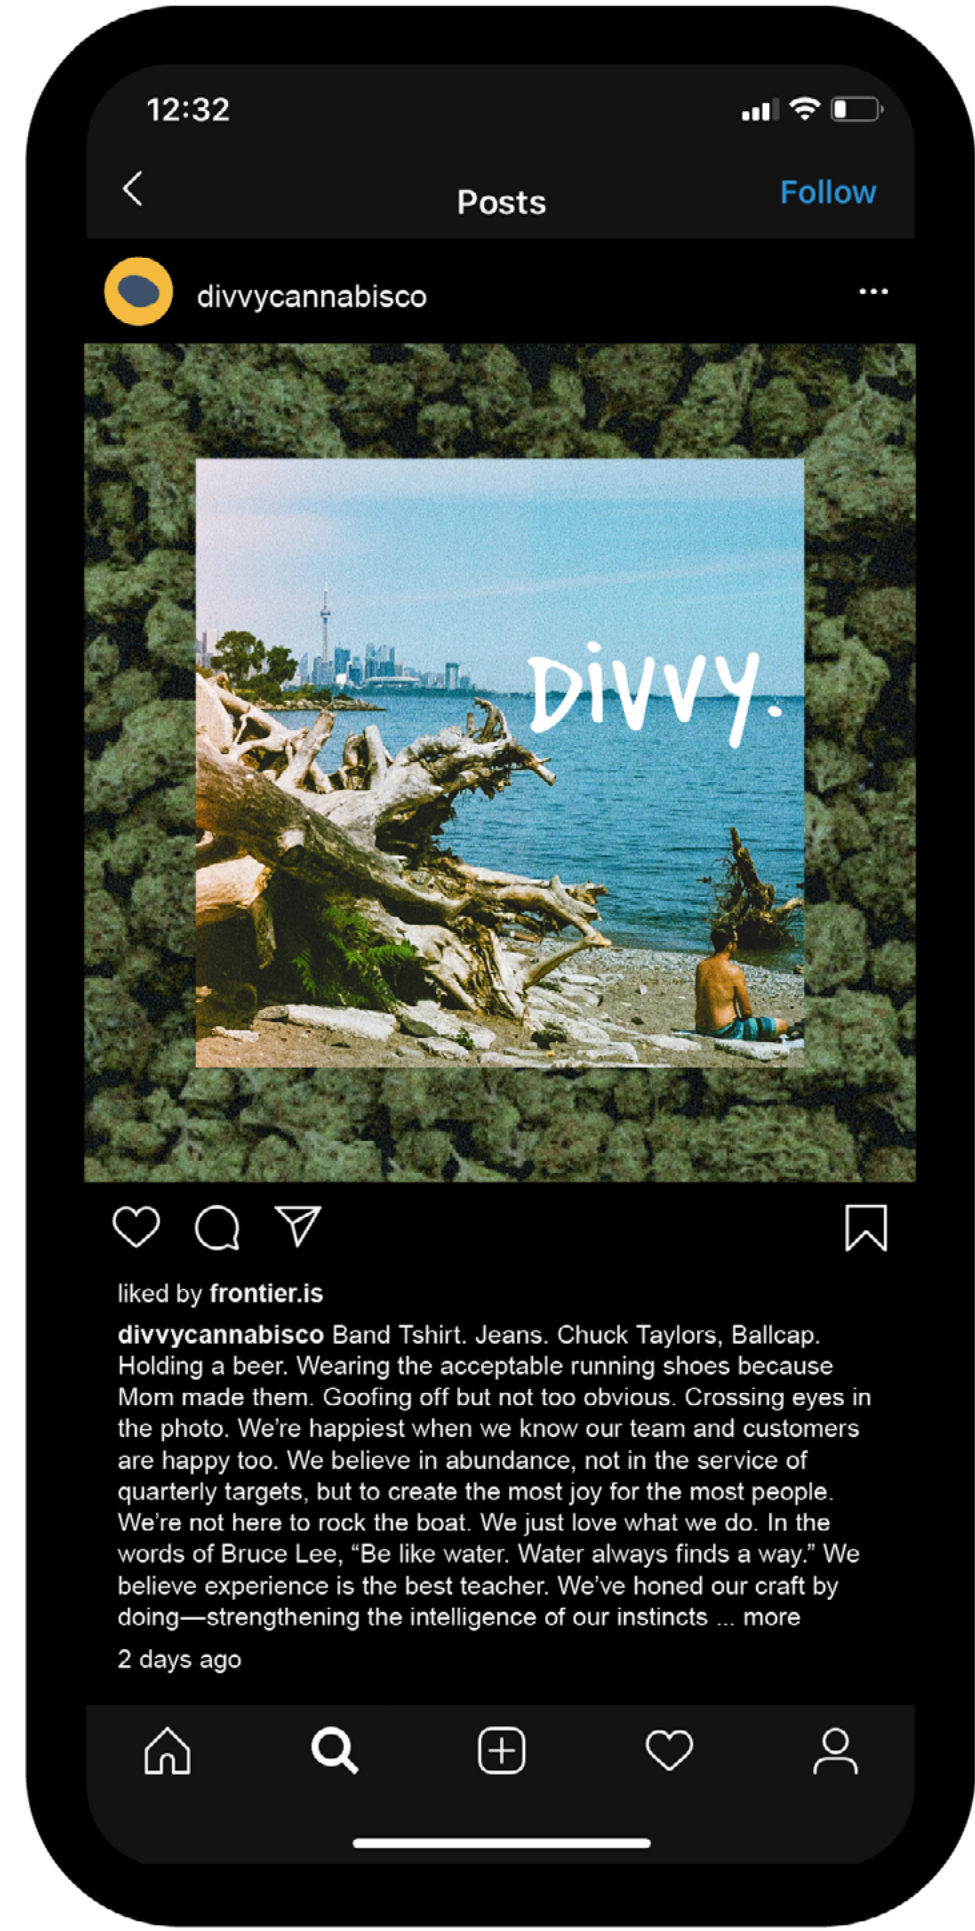 12:32
Posts
Follow
divvycannabisco
DiVVY.
liked by frontier.is
divvycannabisco Band Tshirt. Jeans. Chuck Taylors, Ballcap.
Holding a beer. Wearing the acceptable running shoes because
Mom made them. Goofing off but not too obvious. Crossing eyes in
the photo. We’re happiest when we know our team and customers
are happy too. We believe in abundance, not in the service of
quarterly targets, but to create the most joy for the most people.
We’re not here to rock the boat. We just love what we do. In the
words of Bruce Lee, “Be like water. Water always finds a way.” We
believe experience is the best teacher. We’ve honed our craft by
doing—strengthening the intelligence of our instincts ... more
2 days ago